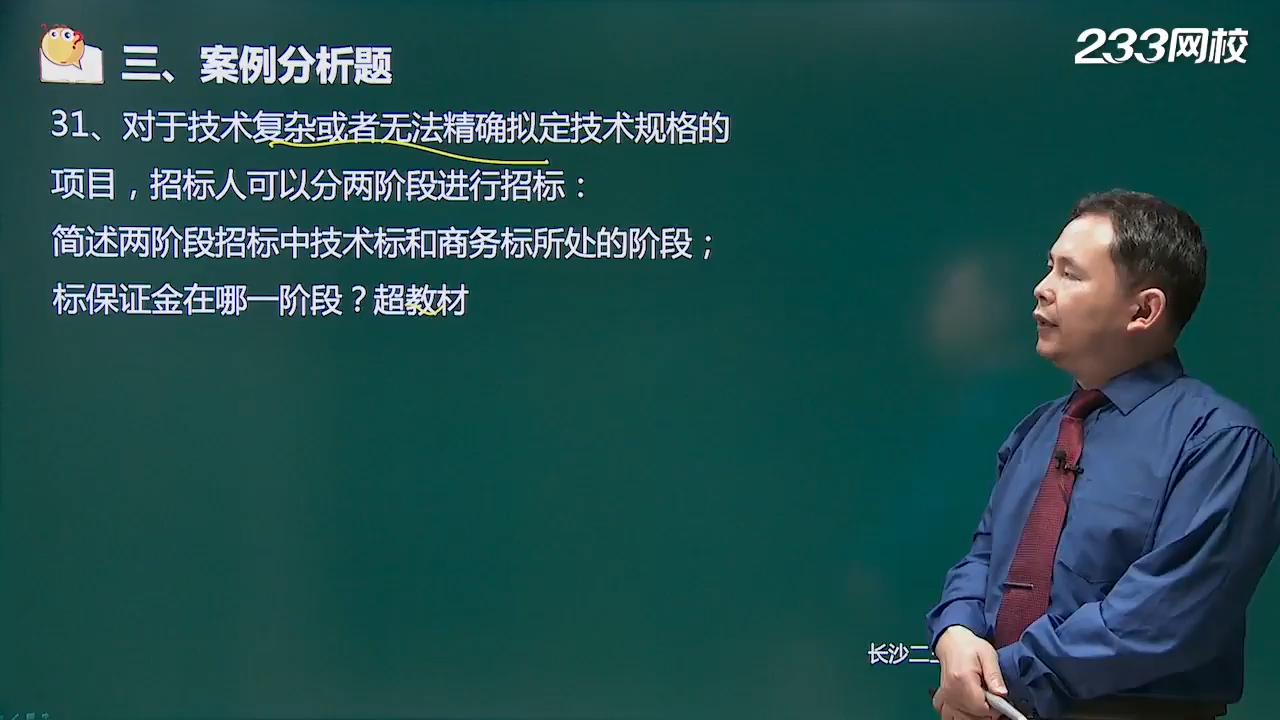 三、案例分析题
233网校
31、对于技术复杂或者无法精确拟定技术规格的
项目，招标人可以分两阶段进行招标：
简述两阶段招标中技术标和商务标所处的阶段；
标保证金在哪一阶段？超教材
长沙二